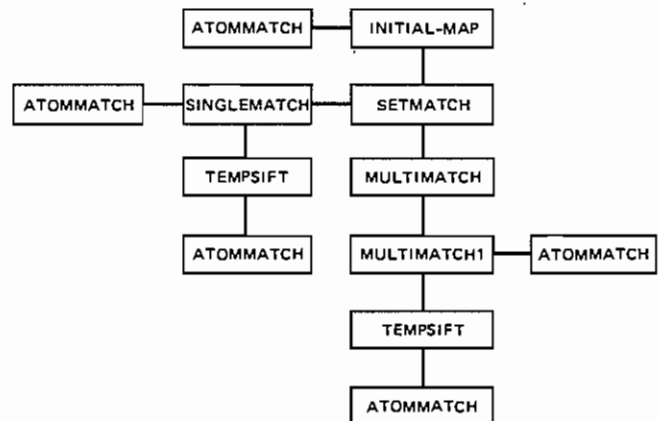 ATOMMATCH INITIAL-MAP
ATOMMATCH SINGLEMATCH SETMATCH
TEMPSIFT MULTIMATCH
ATOMMATCH MULTIMATCH1 ATOMMATCH
TEMPSIFT
ATOMMATCH